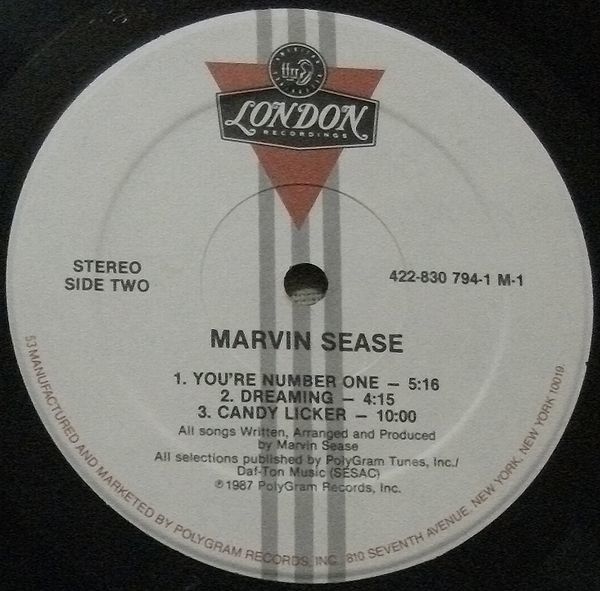 ffrr
LONDON
RECORDINGS
STEREO
SIDE TWO
422-830 794-1 M-1
MARVIN SEASE
1. YOU'RE NUMBER ONE — 5:16
2. DREAMING — 4:15
3. CANDY LICKER — 10:00
All songs Written, Arranged and Produced
by Marvin Sease
All selections published by PolyGram Tunes, Inc./
Daf-Ton Music (SESAC)
℗1987 PolyGram Records, Inc.
53 MANUFACTURED AND MARKETED BY POLYGRAM RECORDS, INC. 810 SEVENTH AVENUE, NEW YORK, NEW YORK 10019